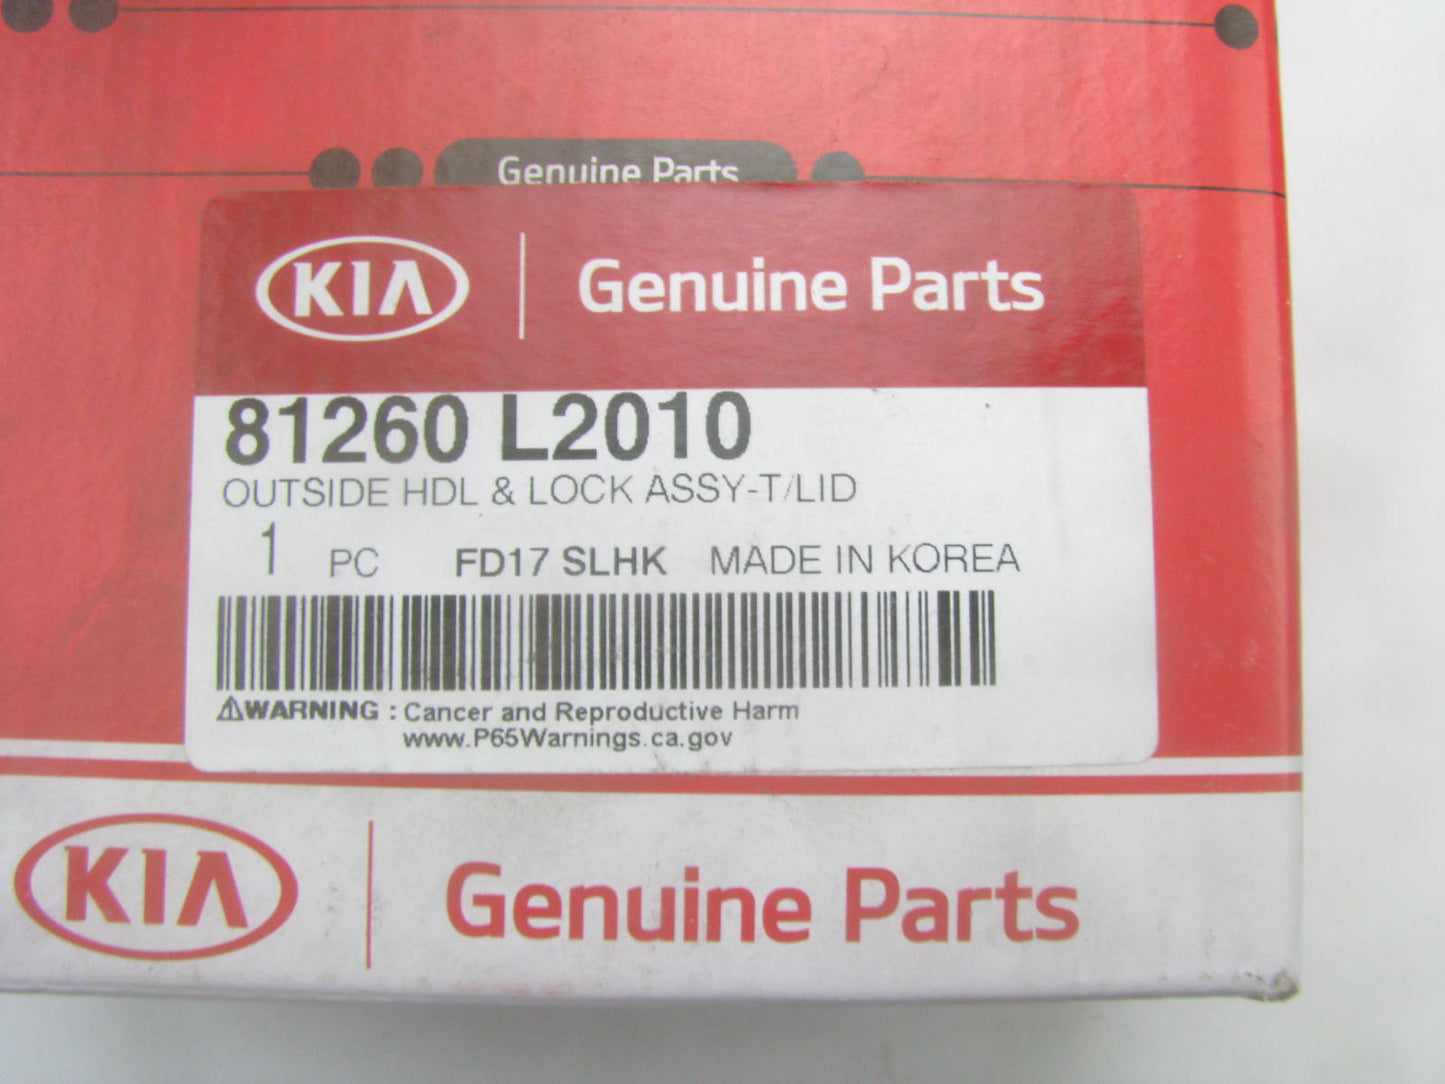 Genuine Parts
KIA Genuine Parts
81260 L2010
OUTSIDE HDL & LOCK ASSY-T/LID
1 PC FD17 SLHK MADE IN KOREA
⚠WARNING : Cancer and Reproductive Harm
www.P65Warnings.ca.gov
KIA Genuine Parts